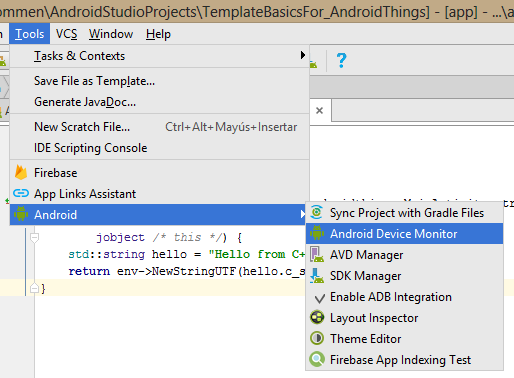 ommen\AndroidStudioProjects\TemplateBasicsFor_AndroidThings] - [app] - ...\a
Tools VCS Window Help
Tasks & Contexts
Save File as Template...
Generate JavaDoc...
New Scratch File... Ctrl+Alt+Mayús+Insertar
IDE Scripting Console
Firebase
App Links Assistant
Android
Sync Project with Gradle Files
Android Device Monitor
AVD Manager
SDK Manager
Enable ADB Integration
Layout Inspector
Theme Editor
Firebase App Indexing Test
jobject /* this */) {
std::string hello = "Hello from C+
return env->NewStringUTF(hello.c_s
}